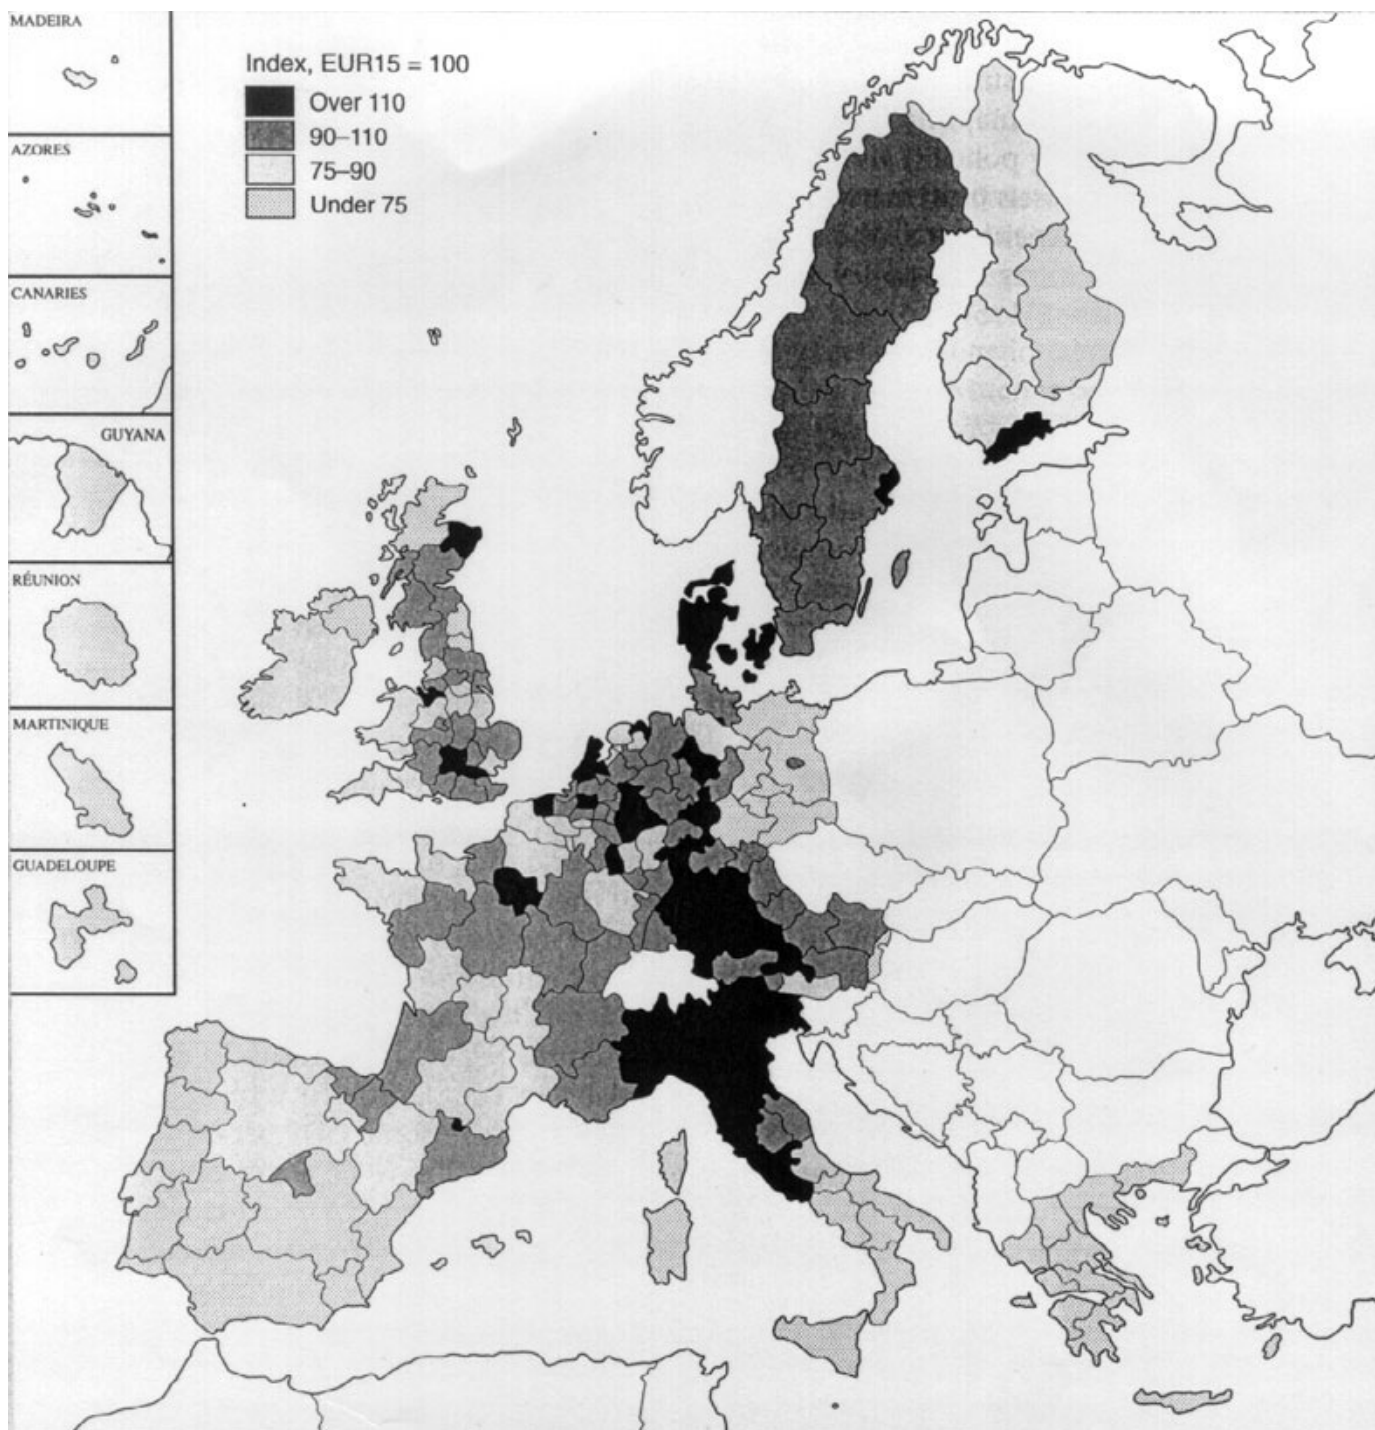 MADEIRA
AZORES
CANARIES
GUYANA
RÉUNION
MARTINIQUE
GUADELOUPE
Index, EUR15 = 100
Over 110
90–110
75–90
Under 75